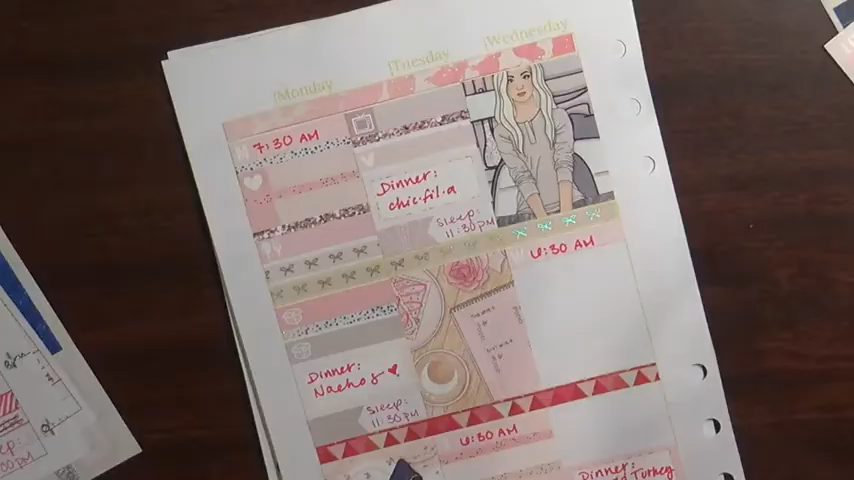 Monday
Tuesday
Wednesday
7:30 AM
Dinner:
chic-fil-a
Sleep:
11:30 PM
6:30 AM
Dinner:
Nachos
Sleep:
11:30 PM
6:30 AM
Dinner:
Turkey